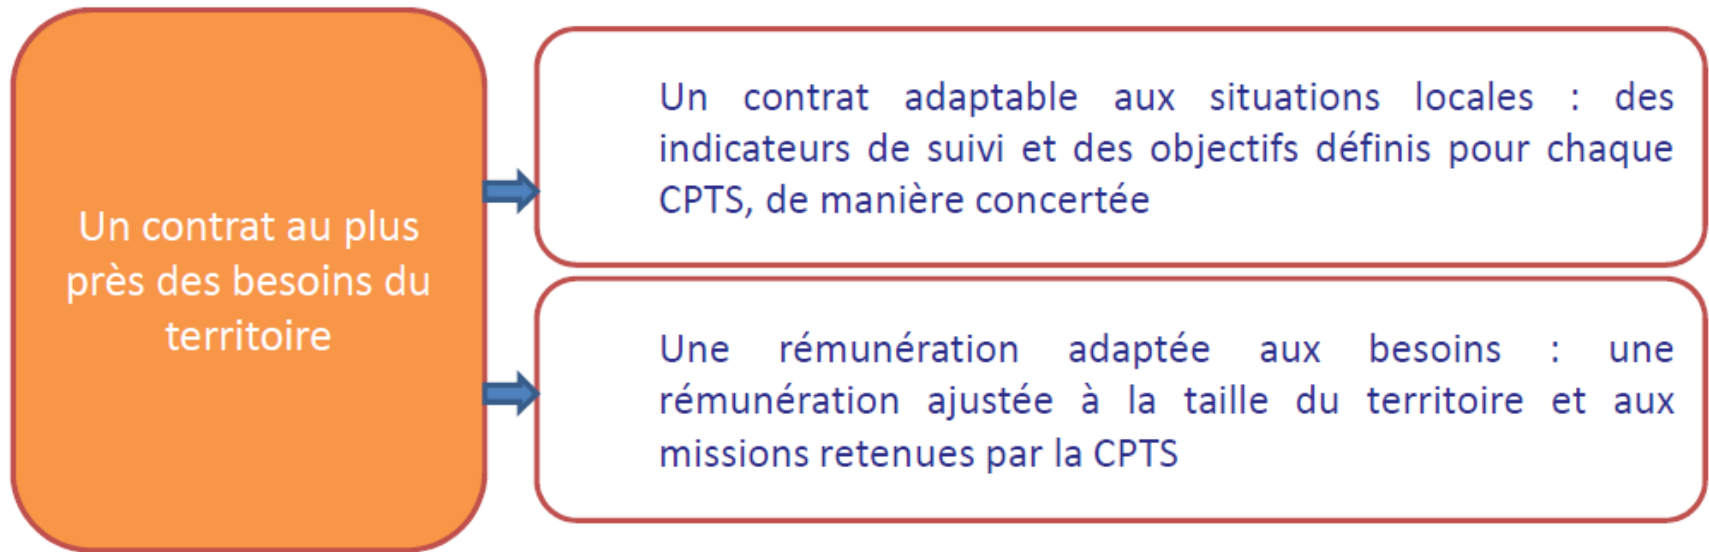 Un contrat au plus
près des besoins du
territoire
Un contrat adaptable aux situations locales : des
indicateurs de suivi et des objectifs définis pour chaque
CPTS, de manière concertée
Une rémunération adaptée aux besoins : une
rémunération ajustée à la taille du territoire et aux
missions retenues par la CPTS